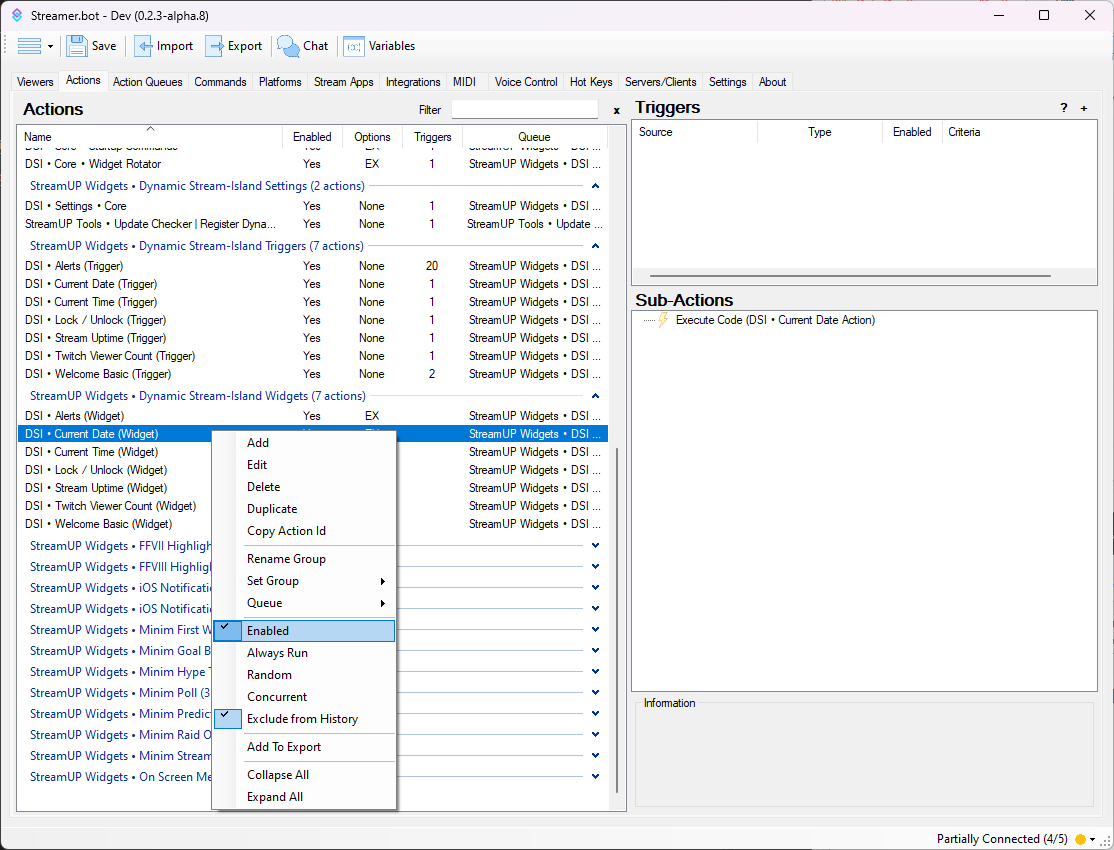 Streamer.bot - Dev (0.2.3-alpha.8)
Save Import Export Chat Variables
Viewers Actions Action Queues Commands Platforms Stream Apps Integrations MIDI Voice Control Hot Keys Servers/Clients Settings About
Actions Filter x
Name Enabled Options Triggers Queue
DSI • Core • Startup Commands Yes EX 1 StreamUP Widgets • DSI ...
DSI • Core • Widget Rotator Yes EX 1 StreamUP Widgets • DSI ...
StreamUP Widgets • Dynamic Stream-Island Settings (2 actions)
DSI • Settings • Core Yes None 1 StreamUP Widgets • DSI ...
StreamUP Tools • Update Checker | Register Dyna... Yes None 1 StreamUP Tools • Update ...
StreamUP Widgets • Dynamic Stream-Island Triggers (7 actions)
DSI • Alerts (Trigger) Yes None 20 StreamUP Widgets • DSI ...
DSI • Current Date (Trigger) Yes None 1 StreamUP Widgets • DSI ...
DSI • Current Time (Trigger) Yes None 1 StreamUP Widgets • DSI ...
DSI • Lock / Unlock (Trigger) Yes None 1 StreamUP Widgets • DSI ...
DSI • Stream Uptime (Trigger) Yes None 1 StreamUP Widgets • DSI ...
DSI • Twitch Viewer Count (Trigger) Yes None 1 StreamUP Widgets • DSI ...
DSI • Welcome Basic (Trigger) Yes None 2 StreamUP Widgets • DSI ...
StreamUP Widgets • Dynamic Stream-Island Widgets (7 actions)
DSI • Alerts (Widget) Yes EX StreamUP Widgets • DSI ...
DSI • Current Date (Widget) StreamUP Widgets • DSI ...
DSI • Current Time (Widget) StreamUP Widgets • DSI ...
DSI • Lock / Unlock (Widget) StreamUP Widgets • DSI ...
DSI • Stream Uptime (Widget) StreamUP Widgets • DSI ...
DSI • Twitch Viewer Count (Widget) StreamUP Widgets • DSI ...
DSI • Welcome Basic (Widget) StreamUP Widgets • DSI ...
StreamUP Widgets • FFVII Highligh
StreamUP Widgets • FFVIII Highlig
StreamUP Widgets • iOS Notificatio
StreamUP Widgets • iOS Notificatio
StreamUP Widgets • Minim First W
StreamUP Widgets • Minim Goal B
StreamUP Widgets • Minim Hype T
StreamUP Widgets • Minim Poll (3
StreamUP Widgets • Minim Predic
StreamUP Widgets • Minim Raid O
StreamUP Widgets • Minim Stream
StreamUP Widgets • On Screen Me
Add
Edit
Delete
Duplicate
Copy Action Id
Rename Group
Set Group
Queue
Enabled
Always Run
Random
Concurrent
Exclude from History
Add To Export
Collapse All
Expand All
Triggers ? +
Source Type Enabled Criteria
Sub-Actions
Execute Code (DSI • Current Date Action)
Information
Partially Connected (4/5)